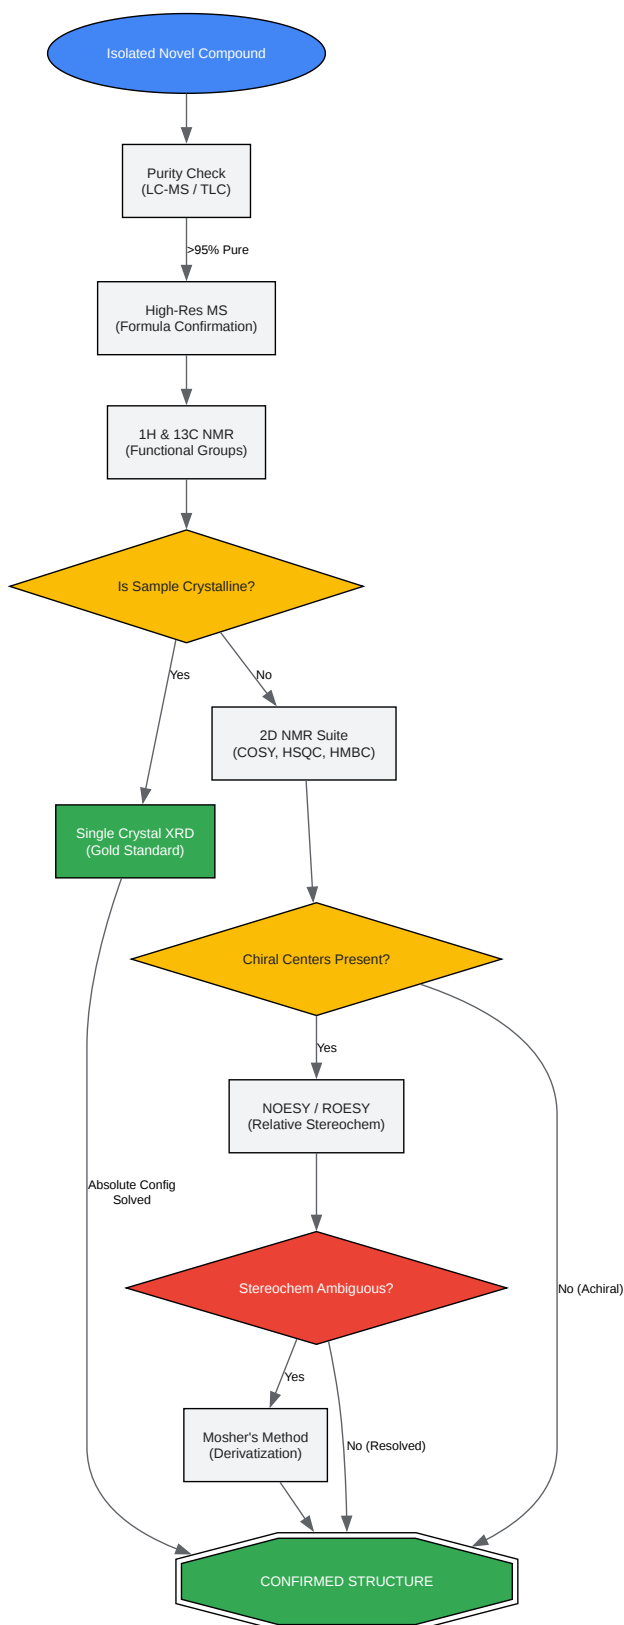 Isolated Novel Compound
Purity Check
(LC-MS / TLC)
>95% Pure
High-Res MS
(Formula Confirmation)
1H & 13C NMR
(Functional Groups)
Is Sample Crystalline?
Yes
No
2D NMR Suite
(COSY, HSQC, HMBC)
Single Crystal XRD
(Gold Standard)
Chiral Centers Present?
Yes
NOESY / ROESY
(Relative Stereochem)
Absolute Config
Solved
Stereochem Ambiguous?
No (Achiral)
Yes
Mosher's Method
(Derivatization)
No (Resolved)
CONFIRMED STRUCTURE